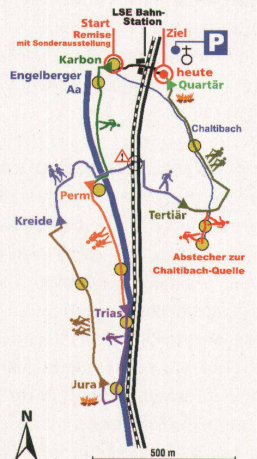 LSE Bahn-
Station
Start
Remise
mit Sonderausstellung
Ziel
P
Karbon
heute
Engelberger
Aa
Quartär
Chaltibach
Perm
Kreide
Tertiär
Abstecher zur
Chaltibach-Quelle
Trias
Jura
N
500 m